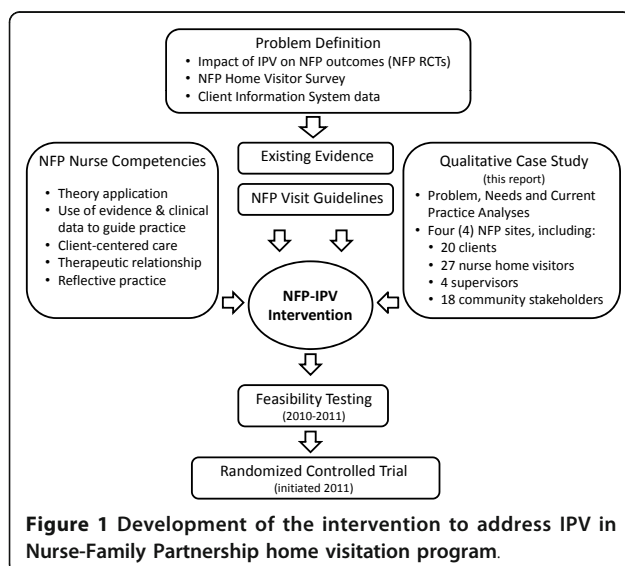 Problem Definition
• Impact of IPV on NFP outcomes (NFP RCTs)
• NFP Home Visitor Survey
• Client Information System data
Existing Evidence
NFP Visit Guidelines
NFP Nurse Competencies
• Theory application
• Use of evidence & clinical
data to guide practice
• Client-centered care
• Therapeutic relationship
• Reflective practice
Qualitative Case Study
(this report)
• Problem, Needs and Current
Practice Analyses
• Four (4) NFP sites, including:
• 20 clients
• 27 nurse home visitors
• 4 supervisors
• 18 community stakeholders
NFP-IPV
Intervention
Feasibility Testing
(2010-2011)
Randomized Controlled Trial
(initiated 2011)
Figure 1 Development of the intervention to address IPV in
Nurse-Family Partnership home visitation program.